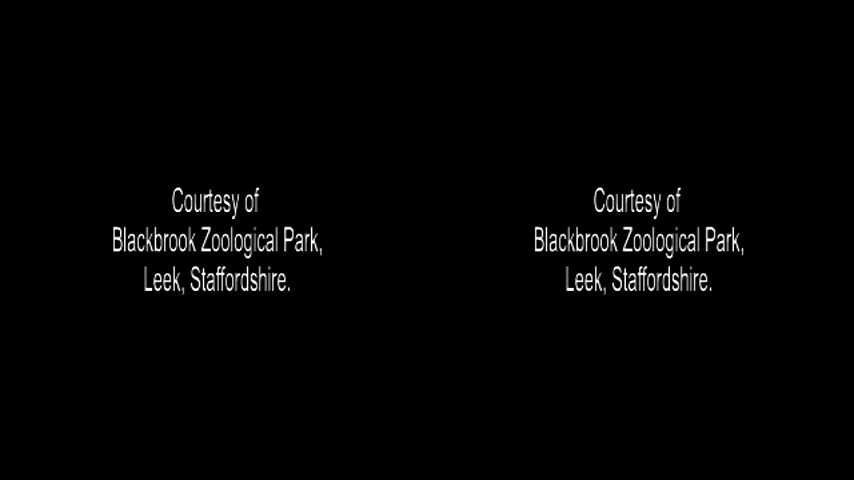 Courtesy of
Blackbrook Zoological Park,
Leek, Staffordshire.
Courtesy of
Blackbrook Zoological Park,
Leek, Staffordshire.